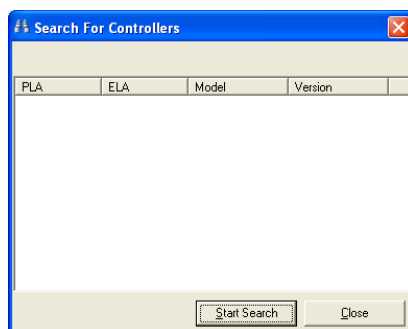 Search For Controllers
PLA ELA Model Version
Start Search Close